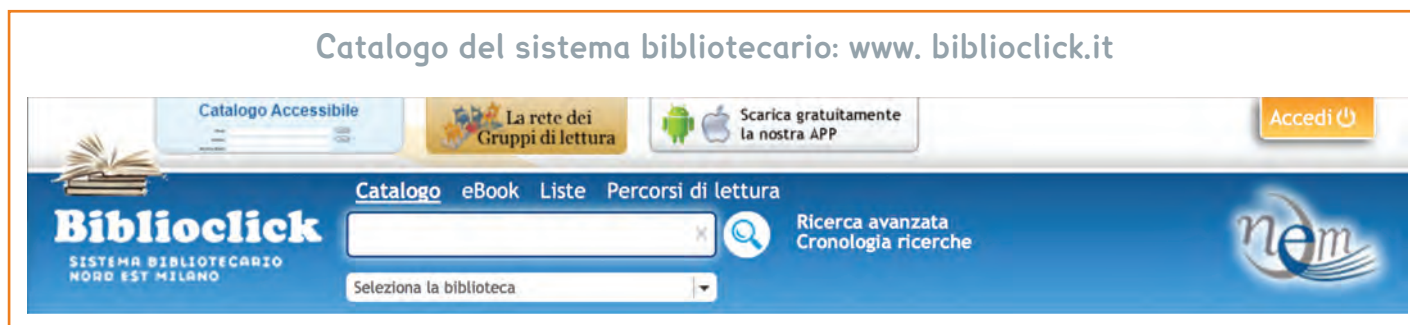 Catalogo del sistema bibliotecario: www. biblioclick.it
Catalogo Accessibile
La rete dei
Gruppi di lettura
Scarica gratuitamente
la nostra APP
Accedi
Catalogo eBook Liste Percorsi di lettura
Biblioclick
SISTEMA BIBLIOTECARIO
NORD EST MILANO
Ricerca avanzata
Cronologia ricerche
Seleziona la biblioteca
nem